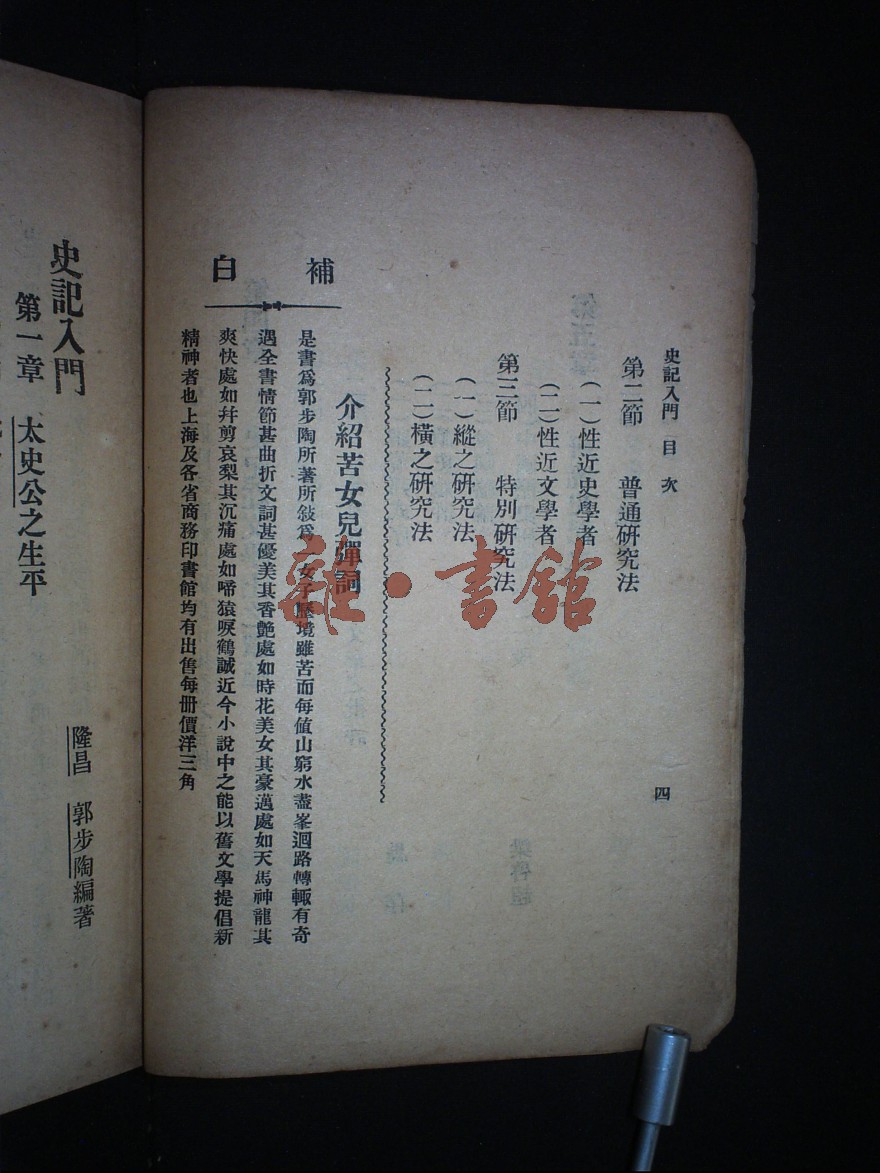 史記入門 目次
四
第二節 普通研究法
(一)性近史學者
(二)性近文學者
第三節 特別研究法
(一)縱之研究法
(二)橫之研究法
介紹苦女兒彈詞
補白
是書爲郭步陶所著所敍爲一女子歷境雖苦而每値山窮水盡峯迴路轉輒有奇
遇全書情節甚曲折文詞甚優美其香艶處如時花美女其豪邁處如天馬神龍其
爽快處如幷剪哀梨其沉痛處如啼猿唳鶴誠近今小說中之能以舊文學提倡新
精神者也上海及各省商務印書館均有出售每册價洋三角
史記入門
第一章 太史公之生平
隆昌 郭步陶編著
雜·書館